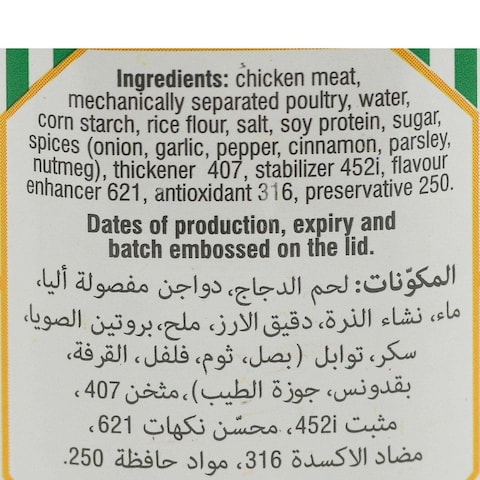 Ingredients: chicken meat,
mechanically separated poultry, water,
corn starch, rice flour, salt, soy protein, sugar,
spices (onion, garlic, pepper, cinnamon, parsley,
nutmeg), thickener 407, stabilizer 452i, flavour
enhancer 621, antioxidant 316, preservative 250.
Dates of production, expiry and
batch embossed on the lid.
المكوّنات: لحم الدجاج، دواجن مفصولة أليا،
ماء، نشاء الذرة، دقيق الارز، ملح، بروتين الصويا،
سكر، توابل (بصل، ثوم، فلفل، القرفة،
بقدونس، جوزة الطيب)، مثخن 407،
مثبت 452i، محسّن نكهات 621،
مضاد الاكسدة 316، مواد حافظة 250.